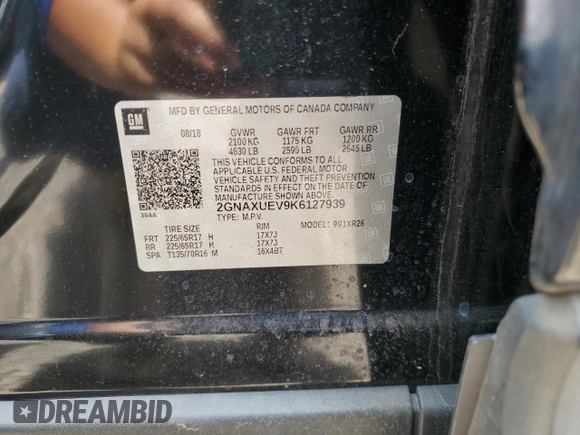 GM
MFD BY GENERAL MOTORS OF CANADA COMPANY
08/18 GVWR GAWR FRT GAWR RR
2100 KG 1175 KG 1200 KG
4630 LB 2590 LB 2645 LB
THIS VEHICLE CONFORMS TO ALL
APPLICABLE U.S. FEDERAL MOTOR
VEHICLE SAFETY AND THEFT PREVENTION
STANDARDS IN EFFECT ON THE DATE OF
MANUFACTURE SHOWN ABOVE.
384A 2GNAXUEV9K6127939
TYPE: M.P.V. MODEL: 991XR26
TIRE SIZE RIM
FRT 225/65R17 H 17X7J
RR 225/65R17 H 17X7J
SPA T135/70R16 M 16X4BT
DREAMBID